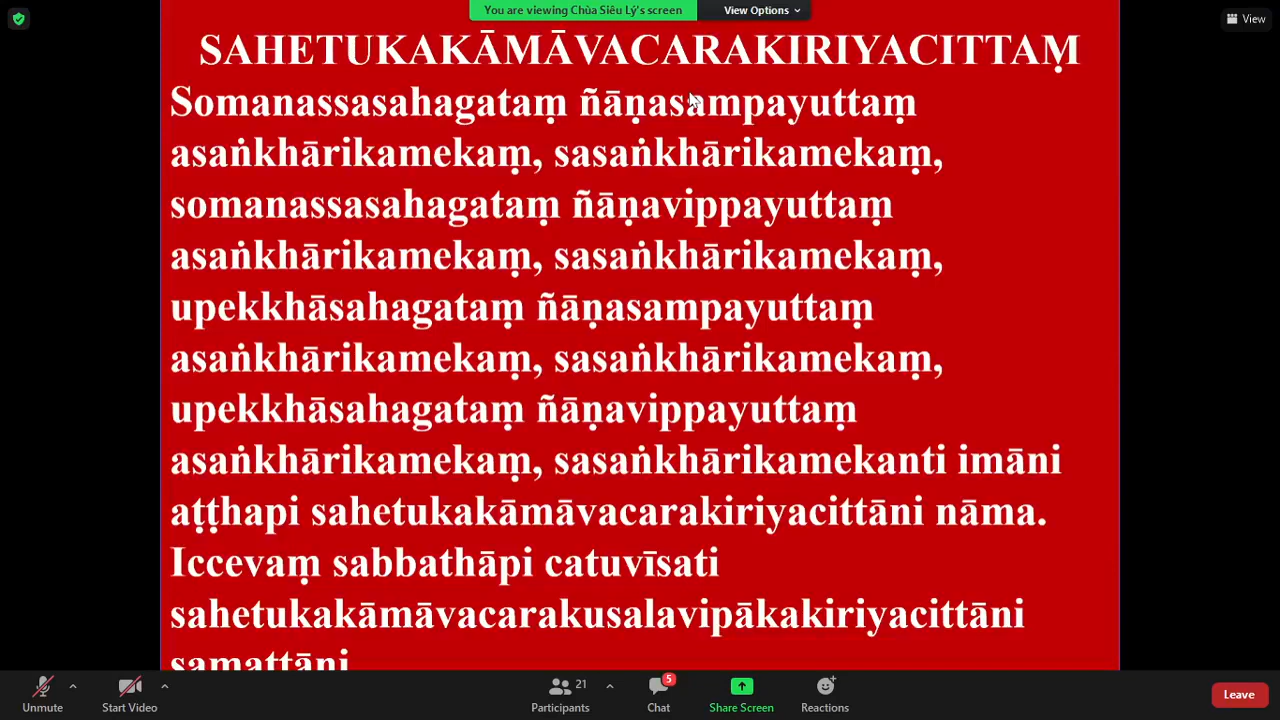 You are viewing Chùa Siêu Lý's screen
View Options
View
SAHETUKAKĀMĀVACARAKIRIYACITTAṂ
Somanassasahagataṃ ñāṇasampayuttaṃ
asaṅkhārikamekaṃ, sasaṅkhārikamekaṃ,
somanassasahagataṃ ñāṇavippayuttaṃ
asaṅkhārikamekaṃ, sasaṅkhārikamekaṃ,
upekkhāsahagataṃ ñāṇasampayuttaṃ
asaṅkhārikamekaṃ, sasaṅkhārikamekaṃ,
upekkhāsahagataṃ ñāṇavippayuttaṃ
asaṅkhārikamekaṃ, sasaṅkhārikamekanti imāni
aṭṭhapi sahetukakāmāvacarakiriyacittāni nāma.
Iccevaṃ sabbathāpi catuvīsati
sahetukakāmāvacarakusalavipākakiriyacittāni
samattāni
21
5
Unmute
Start Video
Participants
Chat
Share Screen
Reactions
Leave